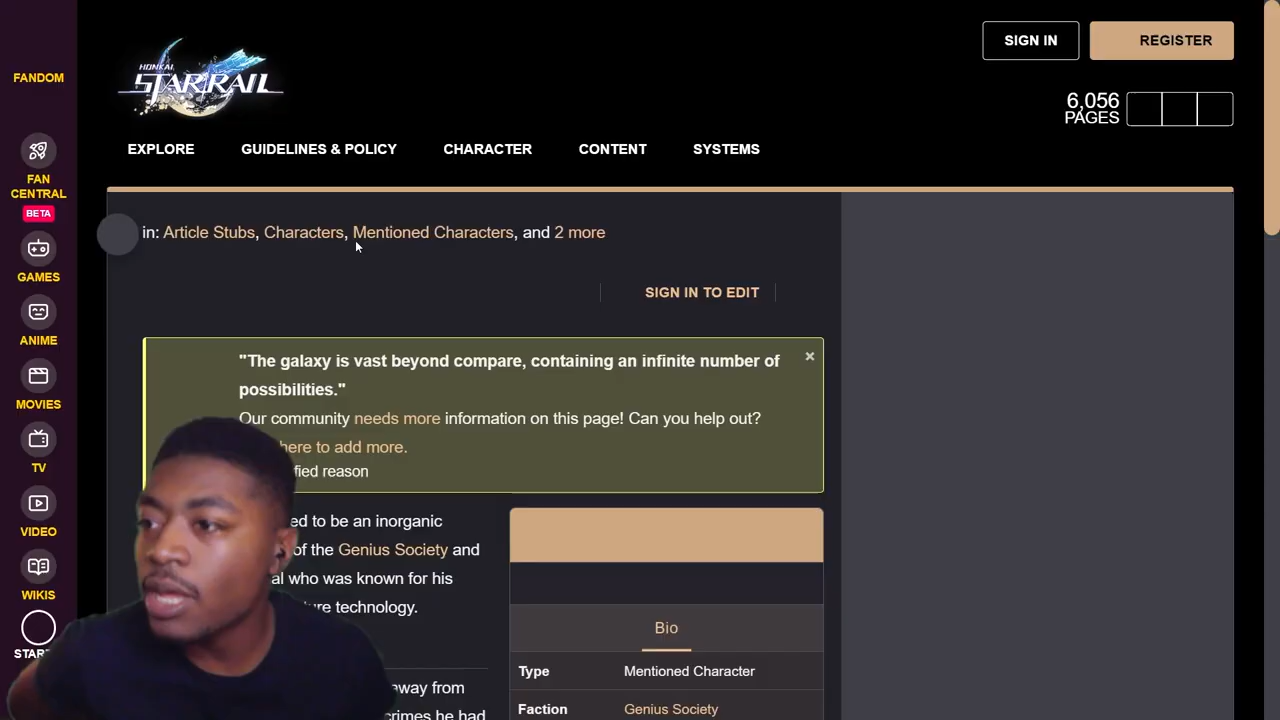 FANDOM
FAN
CENTRAL
BETA
GAMES
ANIME
MOVIES
TV
VIDEO
WIKIS
START
HONKAI
STAR RAIL
SIGN IN
REGISTER
6,056
PAGES
EXPLORE
GUIDELINES & POLICY
CHARACTER
CONTENT
SYSTEMS
in: Article Stubs, Characters, Mentioned Characters, and 2 more
SIGN IN TO EDIT
"The galaxy is vast beyond compare, containing an infinite number of
possibilities."
Our community needs more information on this page! Can you help out?
here to add more.
reason
×
ed to be an inorganic
of the Genius Society and
who was known for his
technology.
away from
crimes he had
Bio
Type Mentioned Character
Faction Genius Society